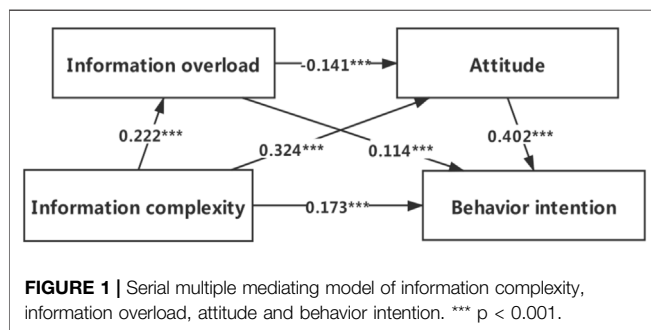 Information overload
-0.141***
Attitude
0.222***
0.324***
0.114***
0.402***
Information complexity
0.173***
Behavior intention
FIGURE 1 | Serial multiple mediating model of information complexity,
information overload, attitude and behavior intention. *** p < 0.001.